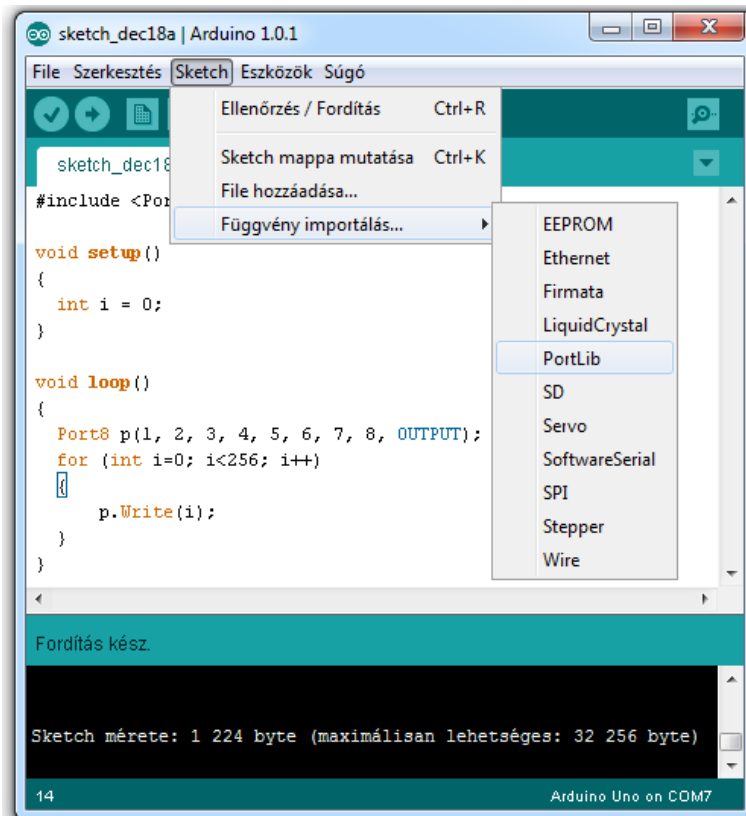 sketch_dec18a | Arduino 1.0.1
File Szerkesztés Sketch Eszközök Súgó
Ellenőrzés / Fordítás Ctrl+R
Sketch mappa mutatása Ctrl+K
File hozzáadása...
Függvény importálás...
EEPROM
Ethernet
Firmata
LiquidCrystal
PortLib
SD
Servo
SoftwareSerial
SPI
Stepper
Wire
sketch_dec18
#include <Por
void setup()
{
int i = 0;
}
void loop()
{
Port8 p(1, 2, 3, 4, 5, 6, 7, 8, OUTPUT);
for (int i=0; i<256; i++)
{
p.Write(i);
}
}
Fordítás kész.
Sketch mérete: 1 224 byte (maximálisan lehetséges: 32 256 byte)
14 Arduino Uno on COM7